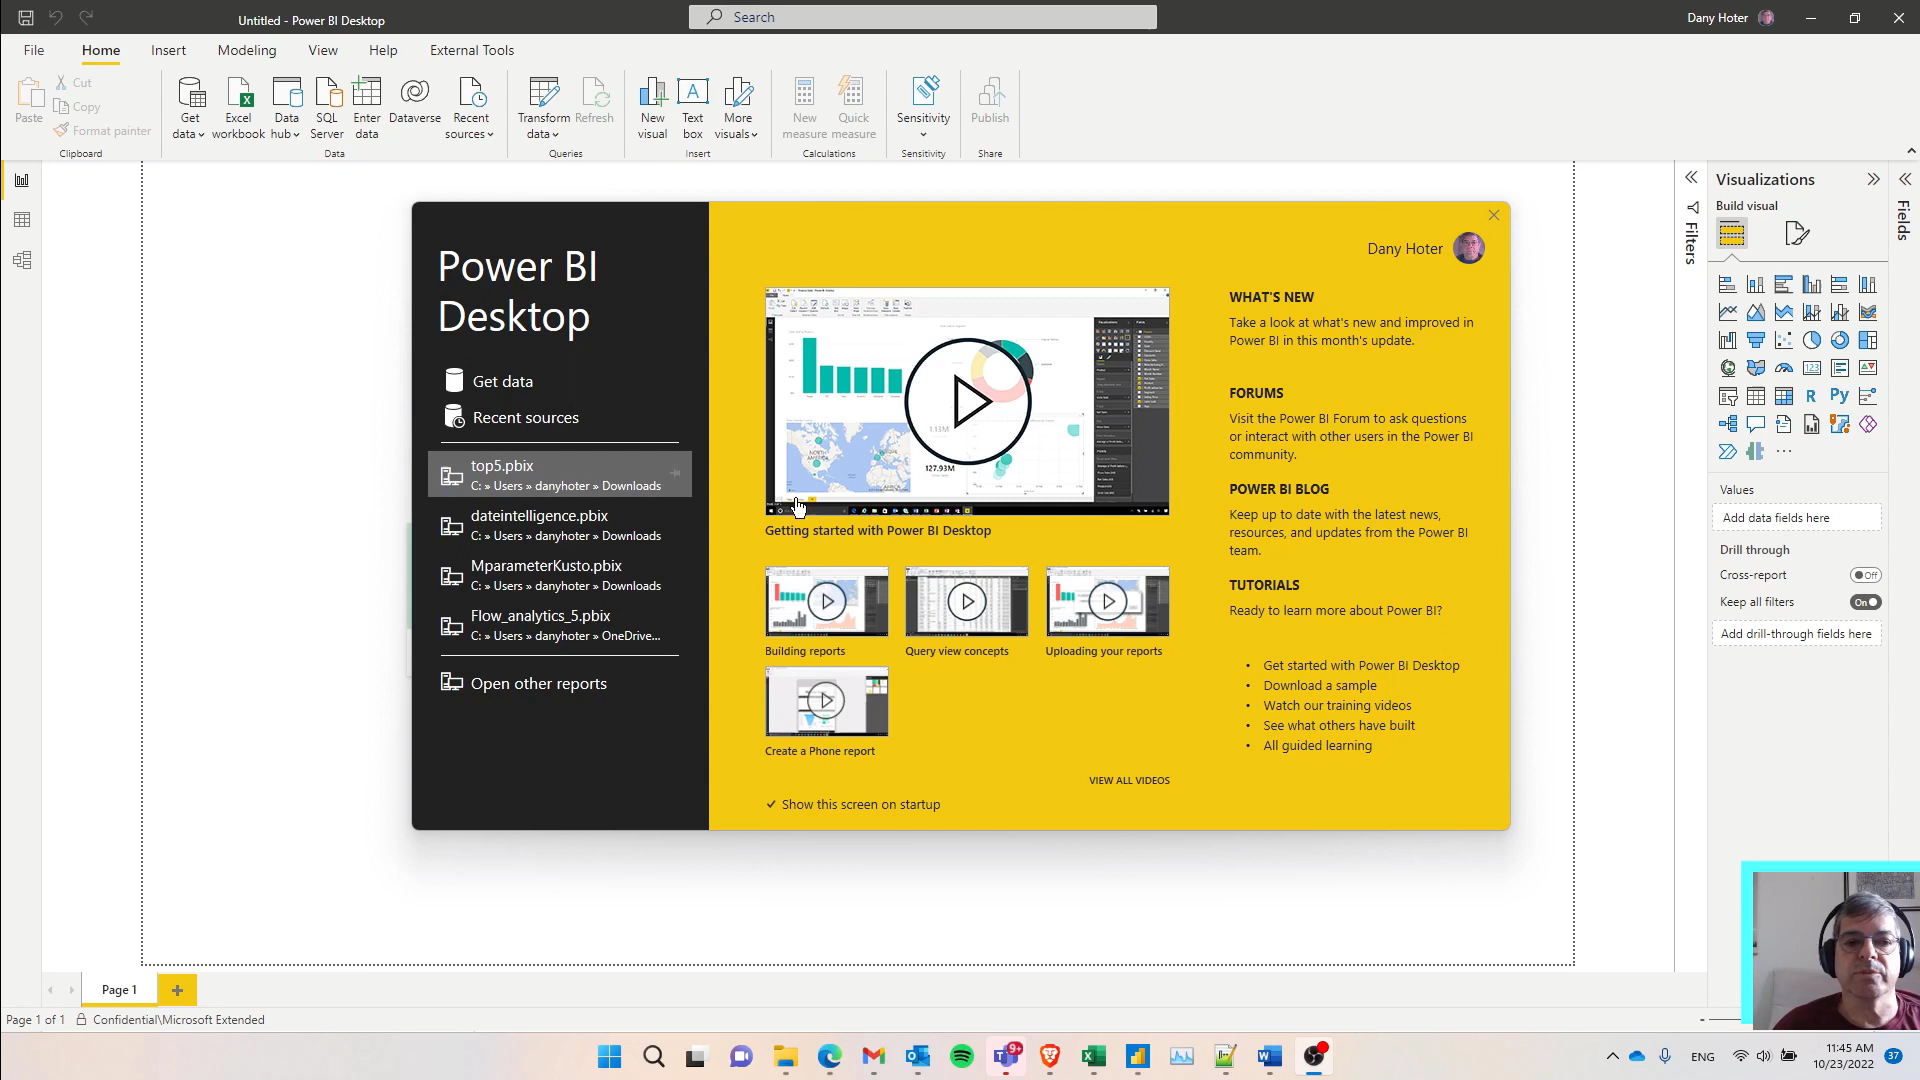 Untitled - Power BI Desktop
Search
Dany Hoter
File
Home
Insert
Modeling
View
Help
External Tools
Paste
Cut
Copy
Format painter
Get data
Excel workbook
Data hub
SQL Server
Enter data
Dataverse
Recent sources
Transform data
Refresh
New visual
Text box
More visuals
New measure
Quick measure
Sensitivity
Publish
Clipboard
Data
Queries
Insert
Calculations
Sensitivity
Share
Power BI
Desktop
Get data
Recent sources
top5.pbix
C: » Users » danyhoter » Downloads
dateintelligence.pbix
C: » Users » danyhoter » Downloads
MparameterKusto.pbix
C: » Users » danyhoter » Downloads
Flow_analytics_5.pbix
C: » Users » danyhoter » OneDrive...
Open other reports
Dany Hoter
1.13M
127.93M
Getting started with Power BI Desktop
Building reports
Query view concepts
Uploading your reports
Create a Phone report
VIEW ALL VIDEOS
Show this screen on startup
WHAT'S NEW
Take a look at what's new and improved in
Power BI in this month's update.
FORUMS
Visit the Power BI Forum to ask questions
or interact with other users in the Power BI
community.
POWER BI BLOG
Keep up to date with the latest news,
resources, and updates from the Power BI
team.
TUTORIALS
Ready to learn more about Power BI?
• Get started with Power BI Desktop
• Download a sample
• Watch our training videos
• See what others have built
• All guided learning
Filters
Visualizations
Build visual
123
R
Py
Values
Add data fields here
Drill through
Cross-report
Off
Keep all filters
On
Add drill-through fields here
Fields
Page 1
Page 1 of 1
Confidential\Microsoft Extended
9+
ENG
11:45 AM
10/23/2022
37